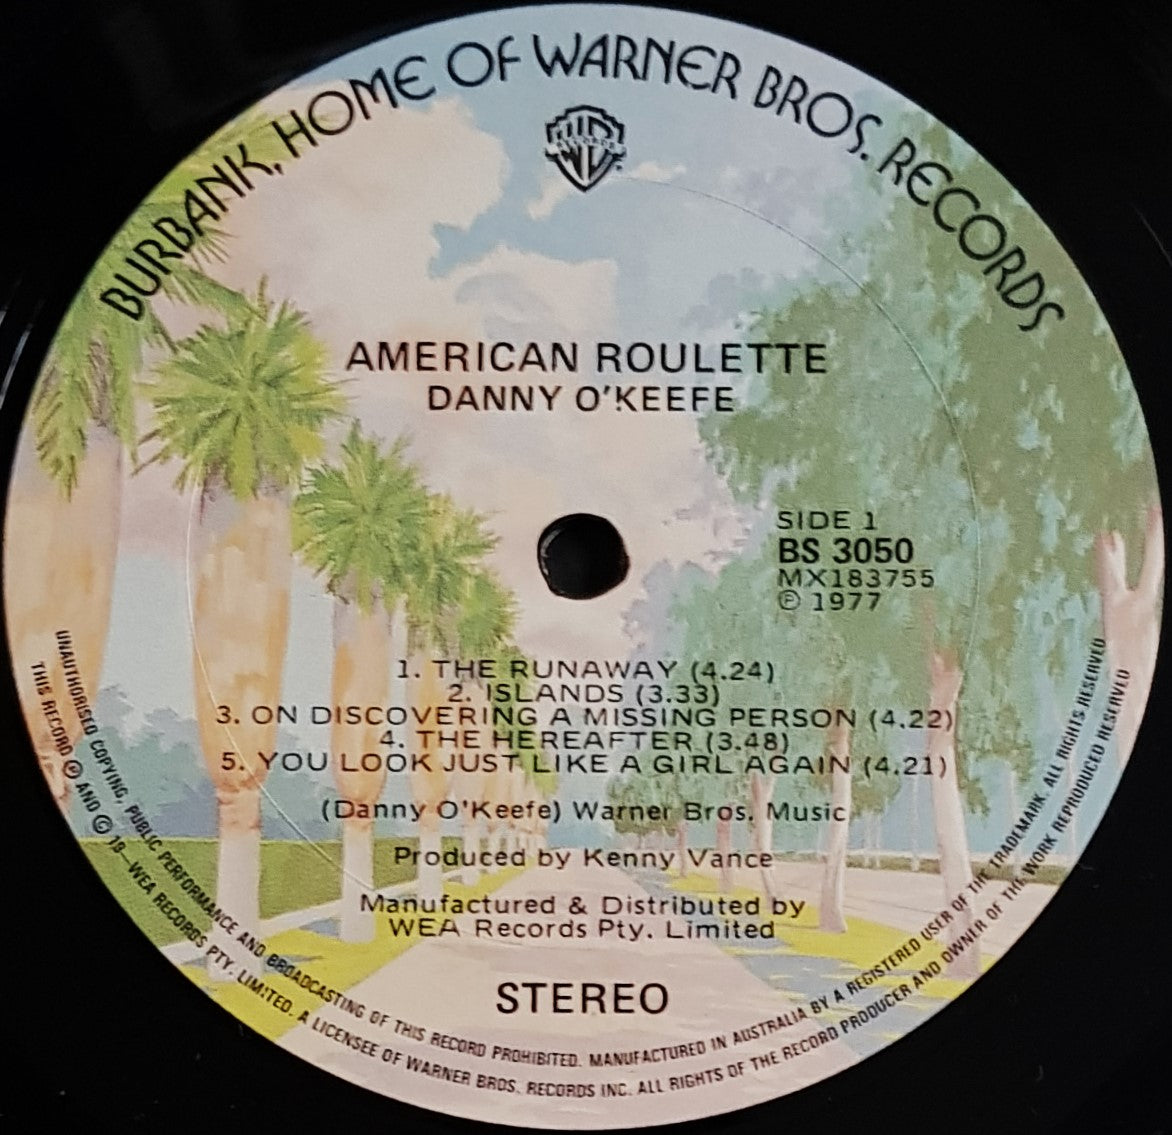 BURBANK, HOME OF WARNER BROS. RECORDS
W
RECORDS
B
AMERICAN ROULETTE
DANNY O'KEEFE
SIDE 1
BS 3050
MX183755
℗ 1977
1. THE RUNAWAY (4.24)
2. ISLANDS (3.33)
3. ON DISCOVERING A MISSING PERSON (4.22)
4. THE HEREAFTER (3.48)
5. YOU LOOK JUST LIKE A GIRL AGAIN (4.21)
(Danny O'Keefe) Warner Bros. Music
Produced by Kenny Vance
Manufactured & Distributed by
WEA Records Pty. Limited
STEREO
UNAUTHORISED COPYING, PUBLIC PERFORMANCE AND BROADCASTING OF THIS RECORD PROHIBITED. MANUFACTURED IN AUSTRALIA BY A REGISTERED USER OF THE TRADEMARK. ALL RIGHTS RESERVED
THIS RECORD ℗ AND © 19—WEA RECORDS PTY. LIMITED. A LICENSEE OF WARNER BROS. RECORDS INC. ALL RIGHTS OF THE RECORD PRODUCER AND OWNER OF THE WORK REPRODUCED RESERVED